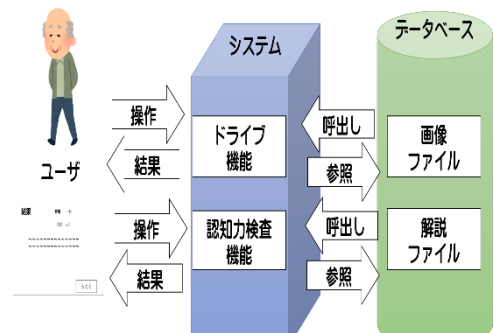 システム
データベース
操作
呼出し
ドライブ
機能
画像
ファイル
結果
参照
ユーザ
結果
操作
呼出し
認知力検査
機能
解説
ファイル
結果
参照